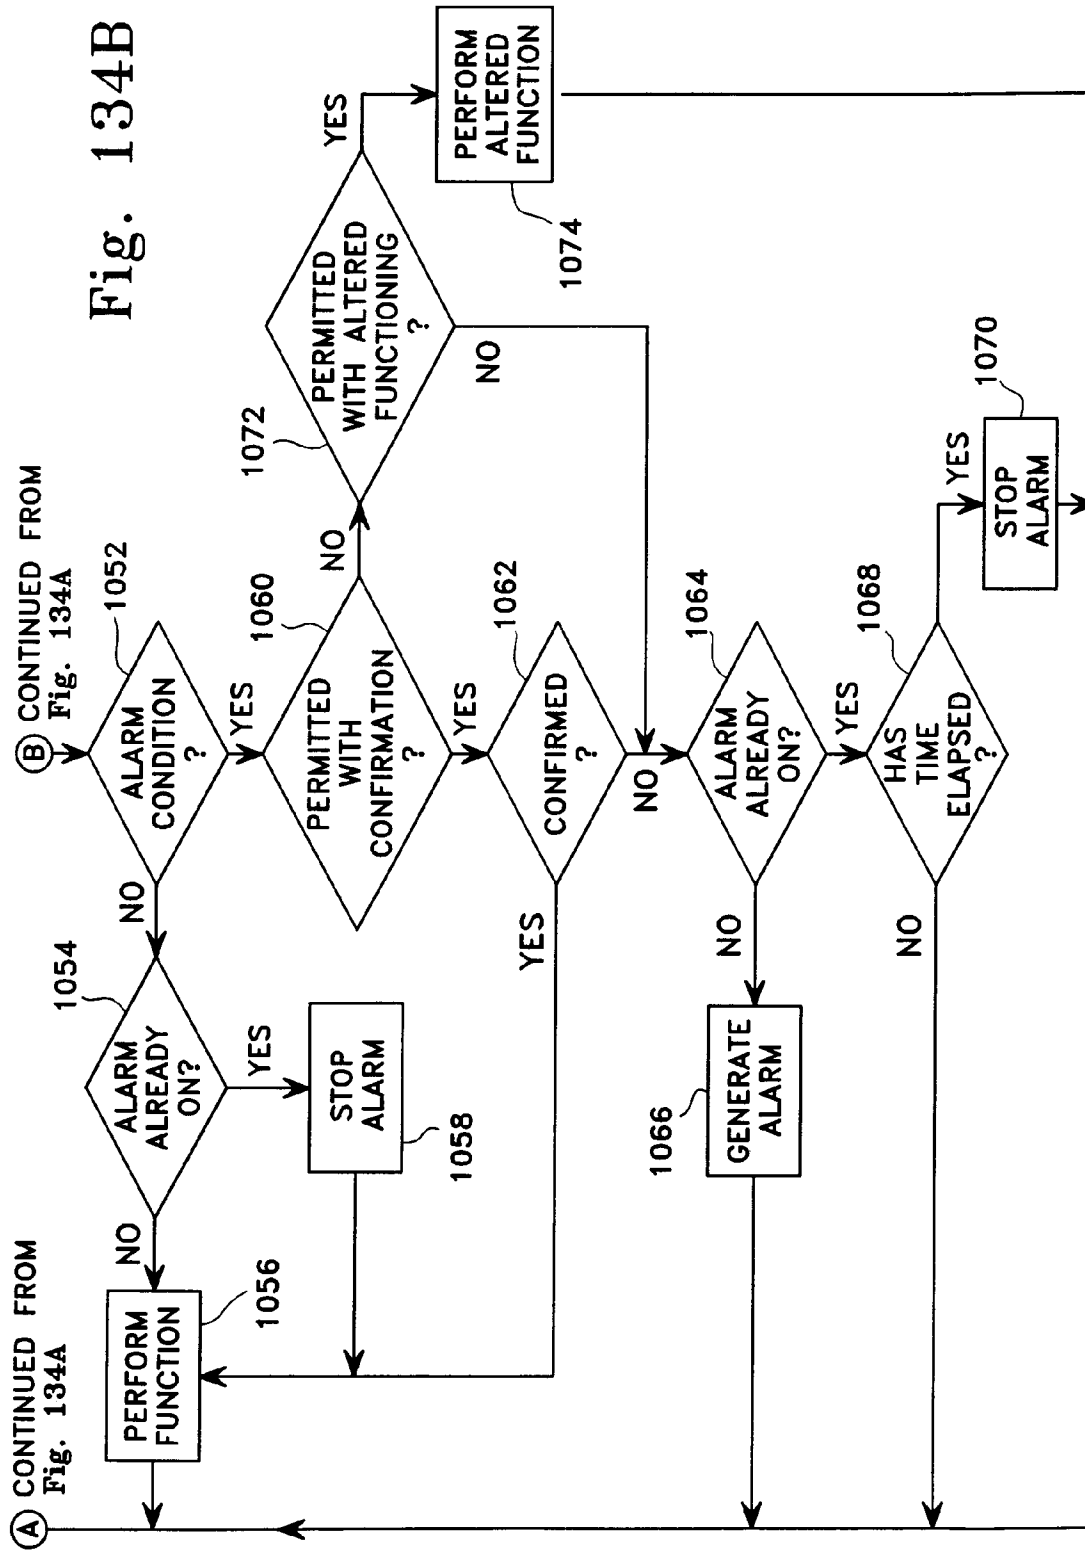 Fig. 134B
A CONTINUED FROM
Fig. 134A
B CONTINUED FROM
Fig. 134A
PERFORM
FUNCTION
1056
NO
ALARM
ALREADY
ON?
1054
NO
ALARM
CONDITION
?
1052
YES
STOP
ALARM
1058
YES
PERMITTED
WITH
CONFIRMATION
?
1060
NO
PERMITTED
WITH ALTERED
FUNCTIONING
?
1072
YES
PERFORM
ALTERED
FUNCTION
1074
NO
YES
CONFIRMED
?
1062
YES
NO
ALARM
ALREADY
ON?
1064
NO
GENERATE
ALARM
1066
YES
HAS
TIME
ELAPSED
?
1068
NO
YES
STOP
ALARM
1070